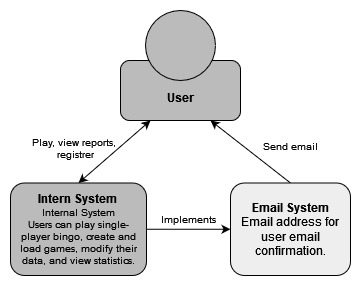 User
Play, view reports,
registrer
Send email
Intern System
Internal System
Users can play single-
player bingo, create and
load games, modify their
data, and view statistics.
Implements
Email System
Email address for
user email
confirmation.